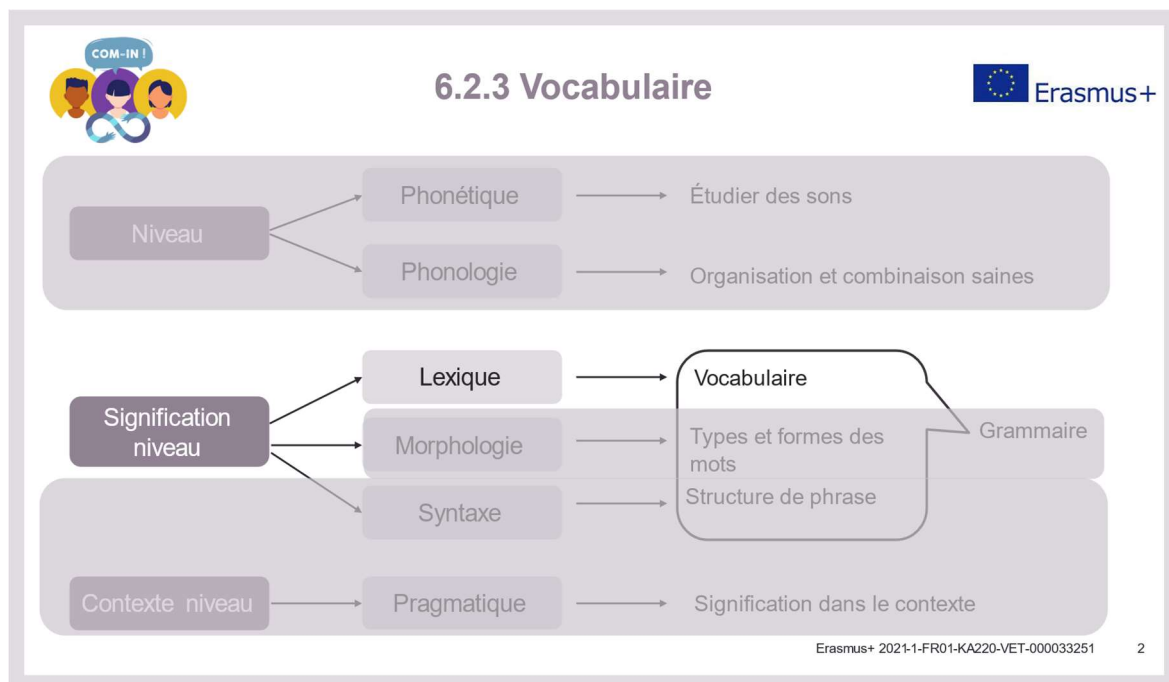 COM-IN !
6.2.3 Vocabulaire
Erasmus+
Niveau
Phonétique
Étudier des sons
Phonologie
Organisation et combinaison saines
Signification
niveau
Lexique
Vocabulaire
Morphologie
Types et formes des
mots
Grammaire
Syntaxe
Structure de phrase
Contexte niveau
Pragmatique
Signification dans le contexte
Erasmus+ 2021-1-FR01-KA220-VET-000033251
2